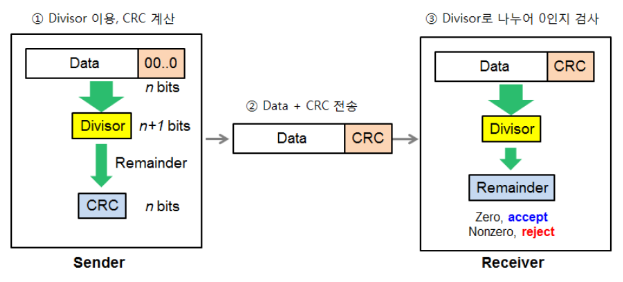 ① Divisor 이용, CRC 계산
Data 00..0
n bits
Divisor n+1 bits
Remainder
CRC n bits
Sender
② Data + CRC 전송
Data CRC
③ Divisor로 나누어 0인지 검사
Data CRC
Divisor
Remainder
Zero, accept
Nonzero, reject
Receiver